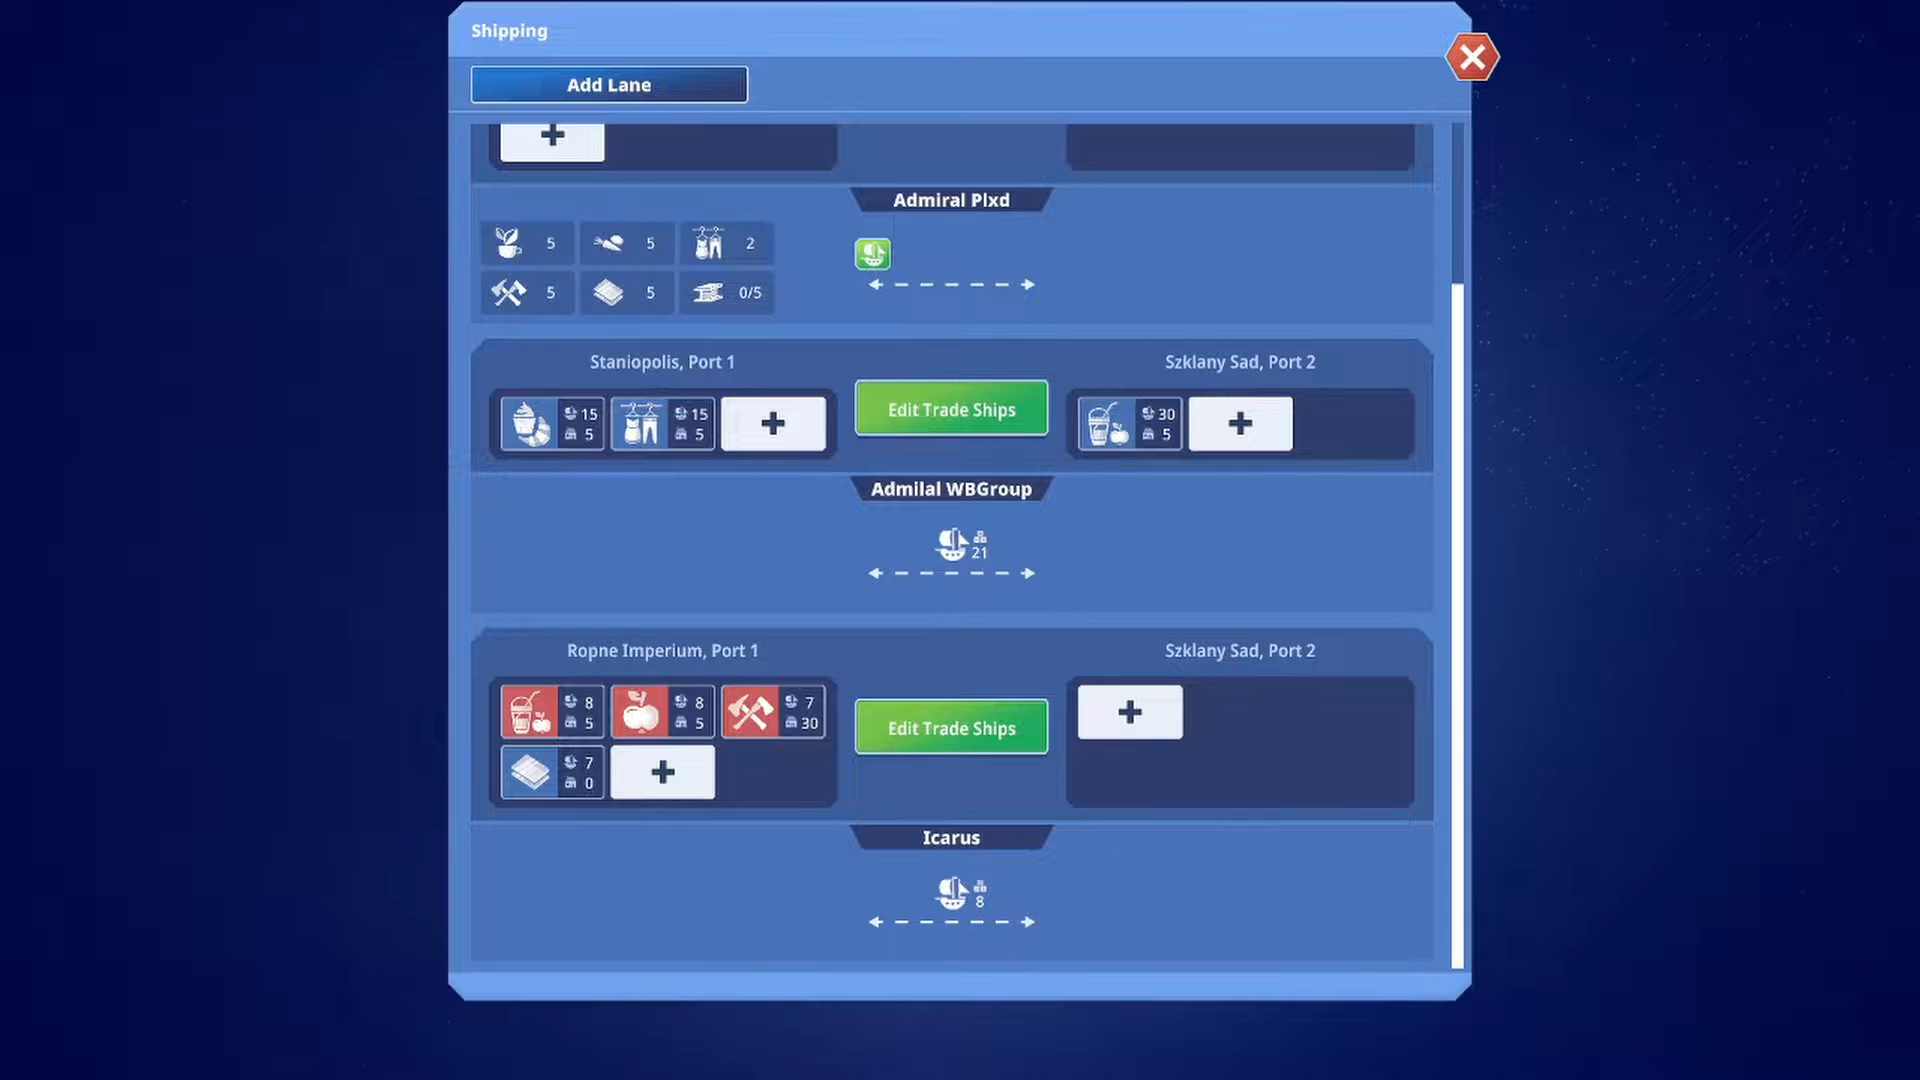 Shipping
Add Lane
Admiral Plxd
5 5 2
5 5 0/5
Staniopolis, Port 1
Szklany Sad, Port 2
15 15 30
5 5 5
Edit Trade Ships
Admilal WBGroup
21
Ropne Imperium, Port 1
Szklany Sad, Port 2
8 8 7
5 5 30
Edit Trade Ships
7
0
Icarus
8